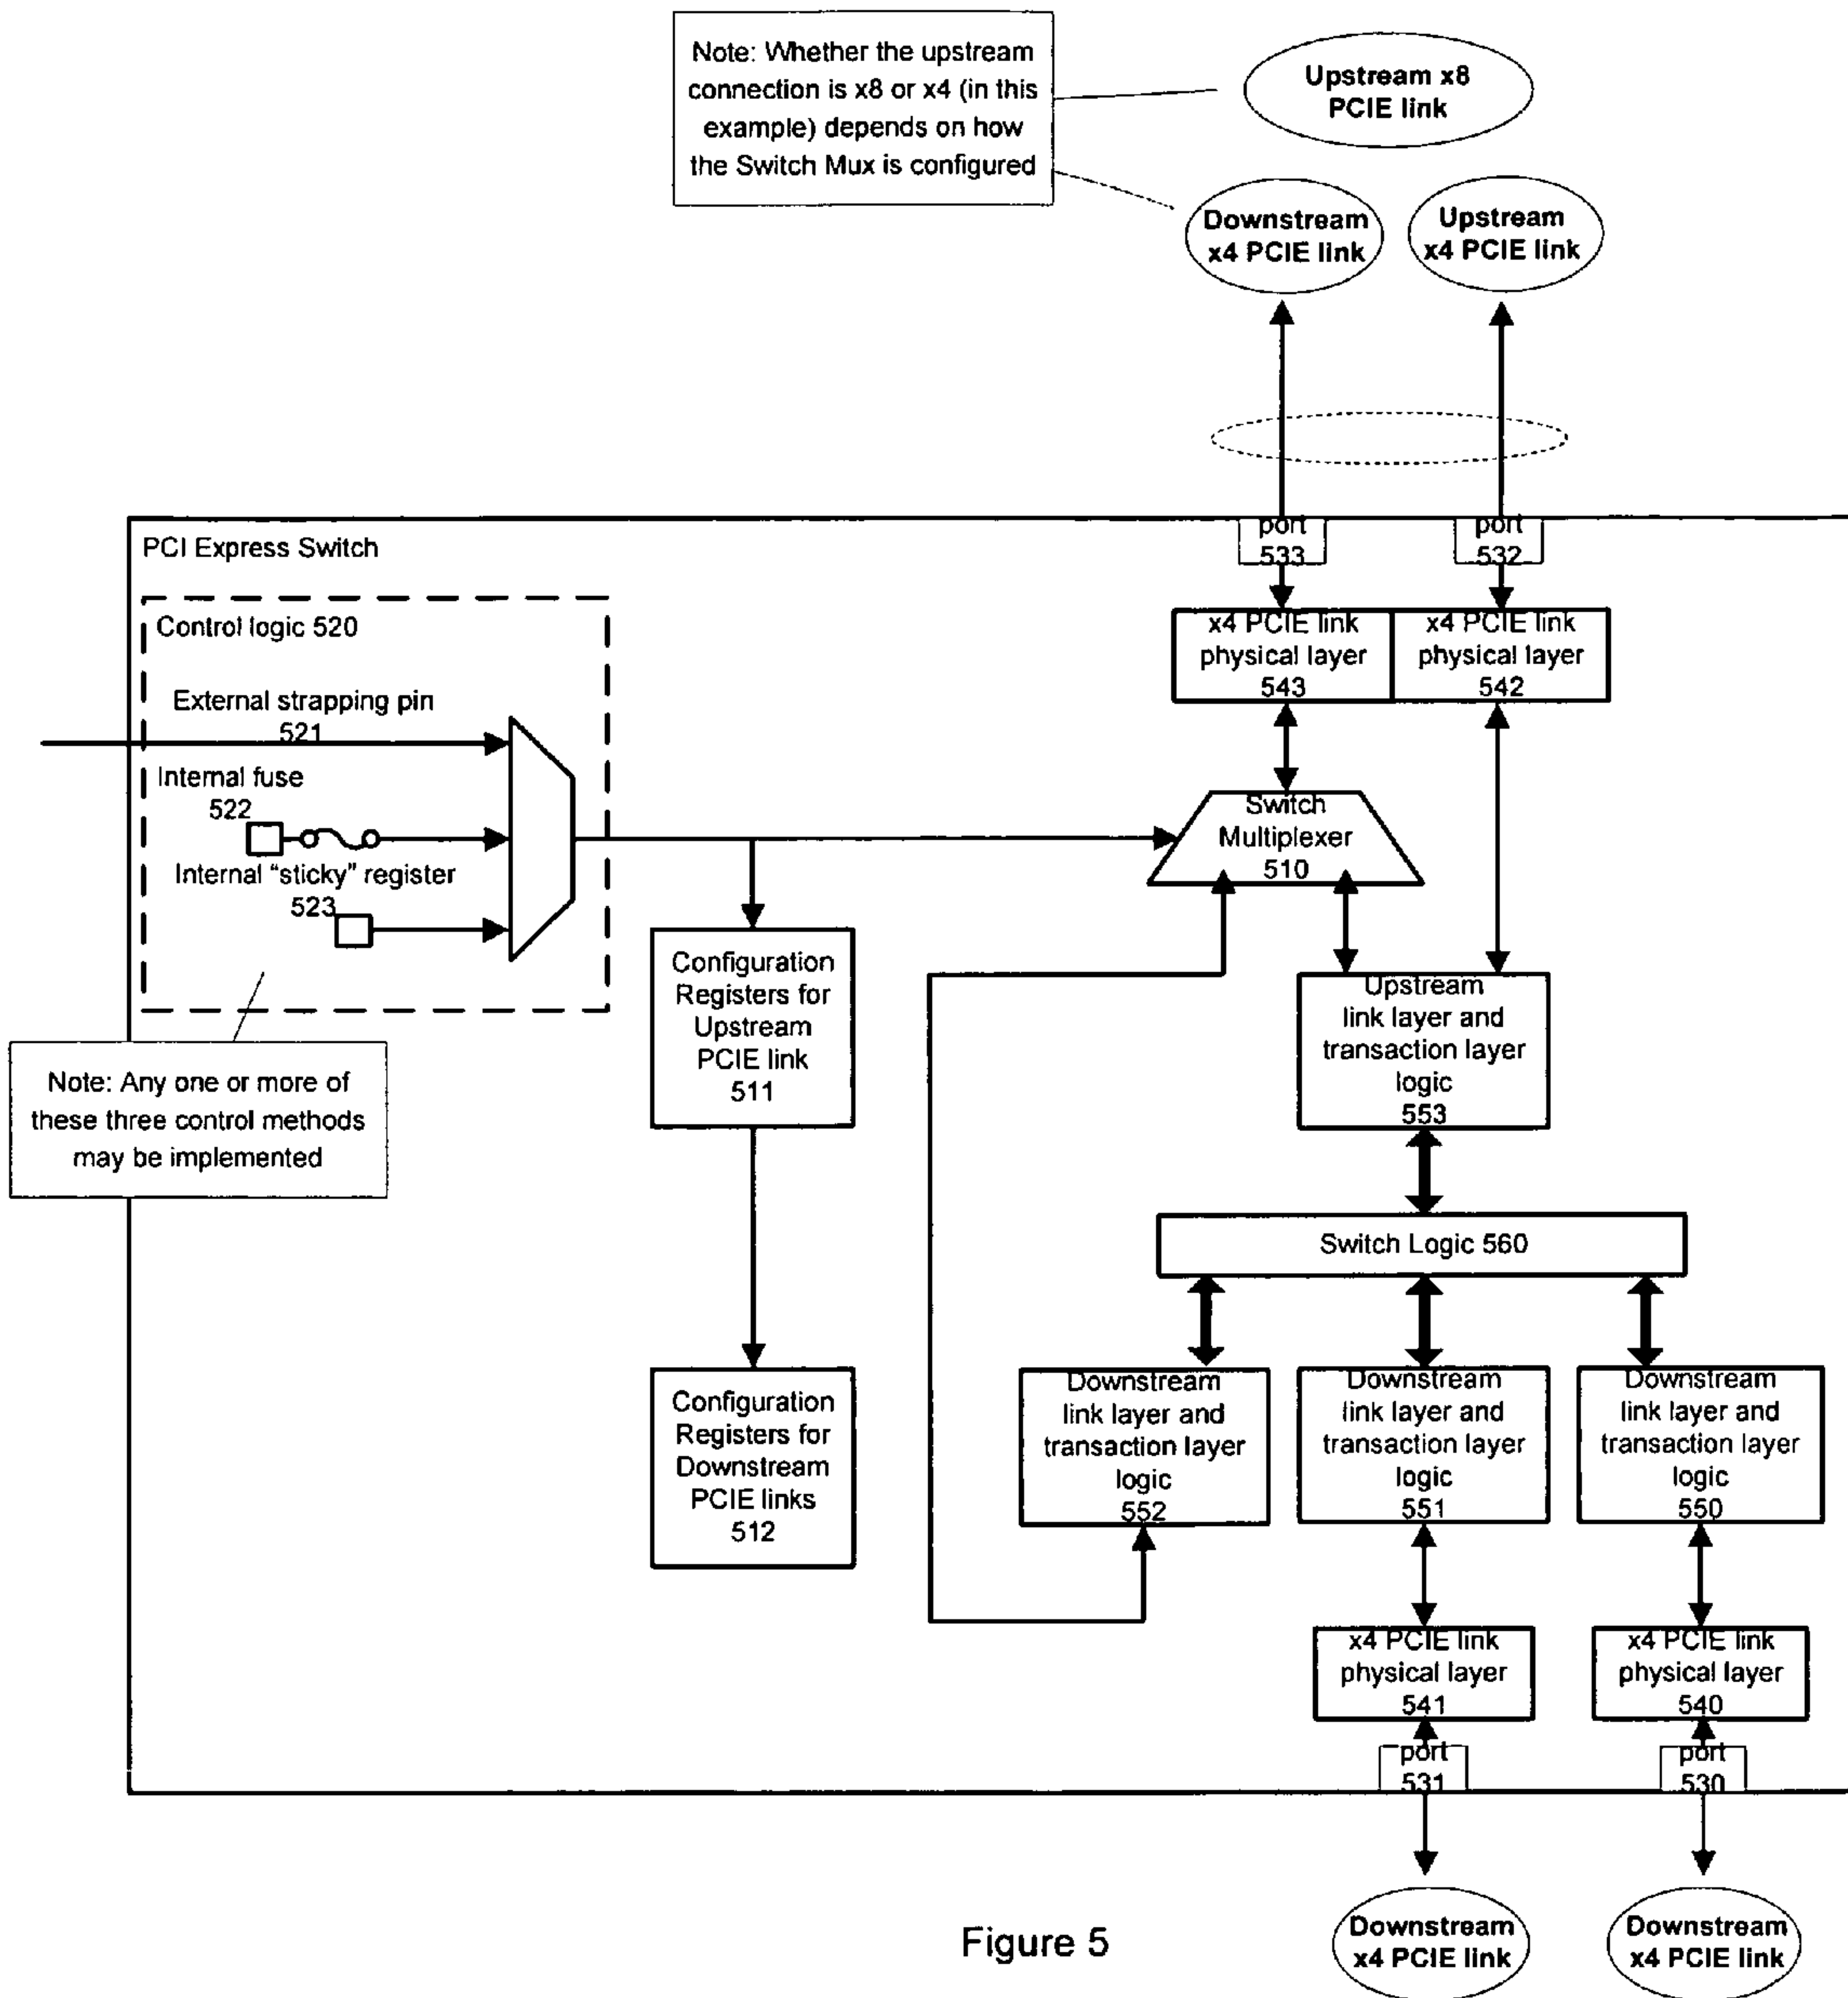 Note: Whether the upstream
connection is x8 or x4 (in this
example) depends on how
the Switch Mux is configured
Upstream x8
PCIE link
Downstream
x4 PCIE link
Upstream
x4 PCIE link
PCI Express Switch
port
533
port
532
Control logic 520
x4 PCIE link
physical layer
543
x4 PCIE link
physical layer
542
External strapping pin
521
Internal fuse
522
Internal “sticky” register
523
Switch
Multiplexer
510
Configuration
Registers for
Upstream
PCIE link
511
Upstream
link layer and
transaction layer
logic
553
Note: Any one or more of
these three control methods
may be implemented
Switch Logic 560
Configuration
Registers for
Downstream
PCIE links
512
Downstream
link layer and
transaction layer
logic
552
Downstream
link layer and
transaction layer
logic
551
Downstream
link layer and
transaction layer
logic
550
x4 PCIE link
physical layer
541
x4 PCIE link
physical layer
540
port
531
port
530
Figure 5
Downstream
x4 PCIE link
Downstream
x4 PCIE link